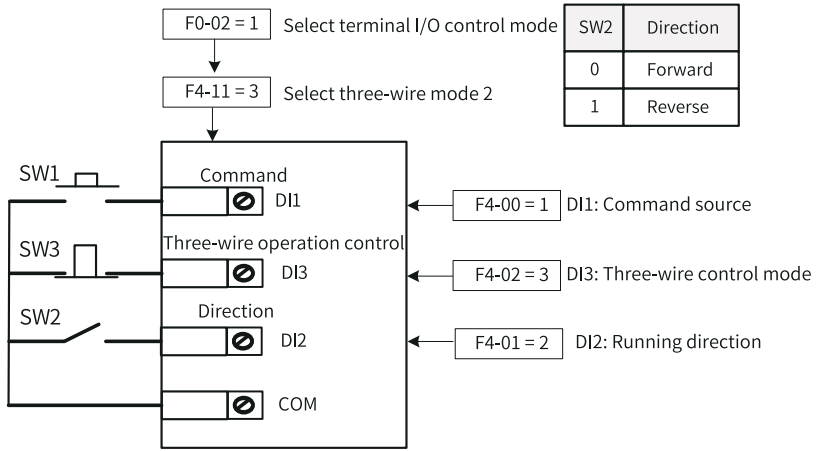 F0-02 = 1 Select terminal I/O control mode
SW2 Direction
0 Forward
1 Reverse
F4-11 = 3 Select three-wire mode 2
SW1
Command
DI1
F4-00 = 1 DI1: Command source
SW3
Three-wire operation control
DI3
F4-02 = 3 DI3: Three-wire control mode
SW2
Direction
DI2
F4-01 = 2 DI2: Running direction
COM